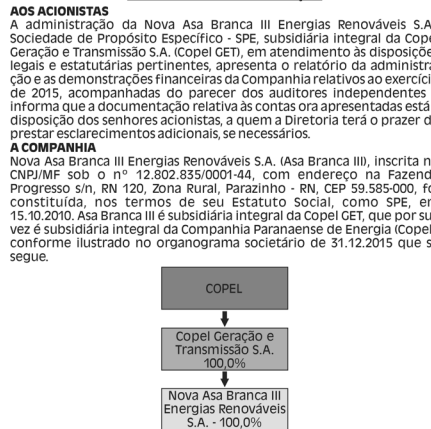 AOS ACIONISTAS
A administração da Nova Asa Branca III Energias Renováveis S.A
Sociedade de Propósito Específico - SPE, subsidiária integral da Cope
Geração e Transmissão S.A. (Copel GET), em atendimento às disposiçõe
legais e estatutárias pertinentes, apresenta o relatório da administra
ção e as demonstrações financeiras da Companhia relativos ao exercíci
de 2015, acompanhadas do parecer dos auditores independentes
informa que a documentação relativa às contas ora apresentadas está
disposição dos senhores acionistas, a quem a Diretoria terá o prazer d
prestar esclarecimentos adicionais, se necessários.
A COMPANHIA
Nova Asa Branca III Energias Renováveis S.A. (Asa Branca III), inscrita n
CNPJ/MF sob o nº 12.802.835/0001-44, com endereço na Fazend
Progresso s/n, RN 120, Zona Rural, Parazinho - RN, CEP 59.585-000, fo
constituída, nos termos de seu Estatuto Social, como SPE, em
15.10.2010. Asa Branca III é subsidiária integral da Copel GET, que por su
vez é subsidiária integral da Companhia Paranaense de Energia (Copel
conforme ilustrado no organograma societário de 31.12.2015 que s
segue.
COPEL
Copel Geração e
Transmissão S.A.
100,0%
Nova Asa Branca III
Energias Renováveis
S.A. - 100,0%